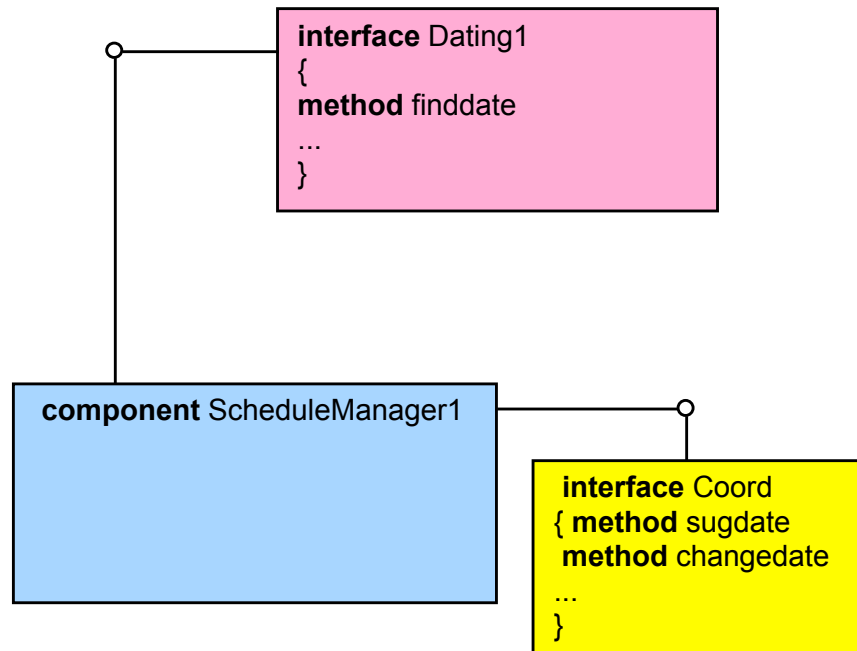 interface Dating1
{
method finddate
...
}
component ScheduleManager1
interface Coord
{ method sugdate
method changedate
...
}